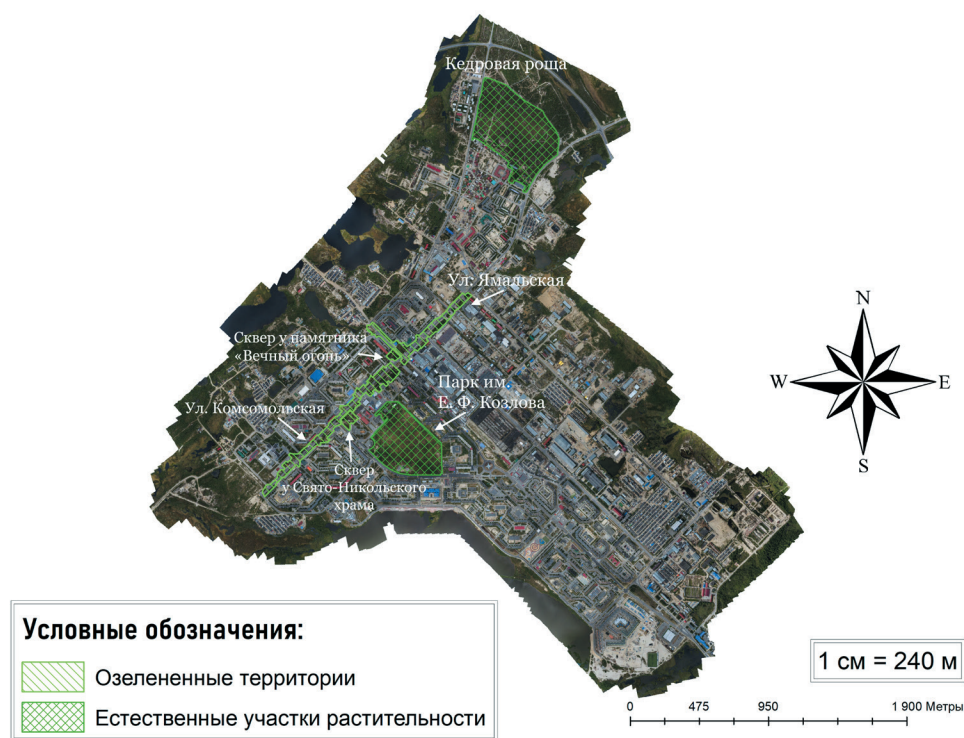 Кедровая роща
Ул. Ямальская
Сквер у памятника
«Вечный огонь»
Парк им.
Е. Ф. Козлова
Ул. Комсомольская
Сквер
у Свято-Никольского
храма
N
W
E
S
Условные обозначения:
Озелененные территории
Естественные участки растительности
1 см = 240 м
0 475 950 1 900 Метры